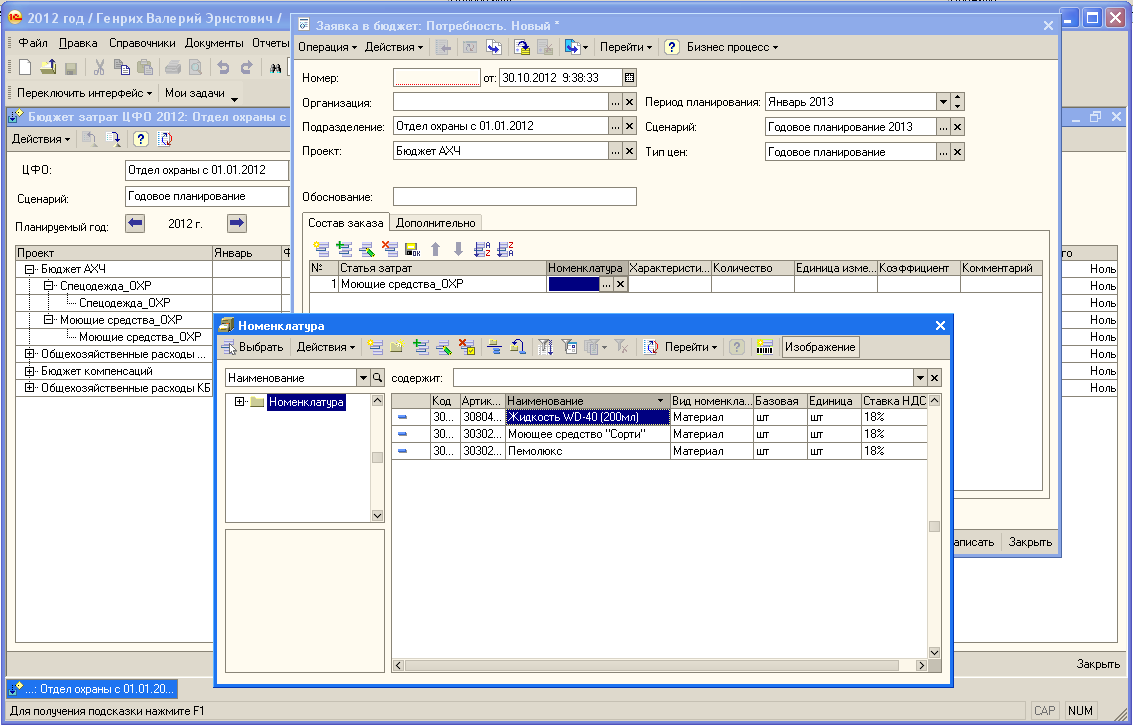 2012 год / Генрих Валерий Эрнстович /
Файл Правка Справочники Документы Отчеты
Переключить интерфейс Мои задачи
Бюджет затрат ЦФО 2012: Отдел охраны с
Действия
ЦФО: Отдел охраны с 01.01.2012
Сценарий: Годовое планирование
Планируемый год: 2012 г.
Проект Январь
Бюджет АХЧ
Спецодежда_ОХР
Спецодежда_ОХР
Моющие средства_ОХР
Моющие средства_ОХР
Общехозяйственные расходы ...
Бюджет компенсаций
Общехозяйственные расходы КБ
го
Ноль
Ноль
Ноль
Ноль
Ноль
Ноль
Ноль
Ноль
Заявка в бюджет: Потребность. Новый *
Операция Действия Перейти ? Бизнес процесс
Номер: от: 30.10.2012 9:38:33
Организация: ... Период планирования: Январь 2013
Подразделение: Отдел охраны с 01.01.2012 ... Сценарий: Годовое планирование 2013 ...
Проект: Бюджет АХЧ ... Тип цен: Годовое планирование ...
Обоснование:
Состав заказа Дополнительно
№ Статья затрат Номенклатура Характеристи... Количество Единица изме... Коэффициент Комментарий
1 Моющие средства_ОХР ...
аписать Закрыть
Номенклатура
Выбрать Действия Перейти ? Изображение
Наименование содержит:
Номенклатура
Код Артик... Наименование Вид номенкла... Базовая Единица Ставка НДС
30... 30804... Жидкость WD-40 (200мл) Материал шт шт 18%
30... 30302... Моющее средство "Сорти" Материал шт шт 18%
30... 30302... Пемолюкс Материал шт шт 18%
Закрыть
...: Отдел охраны с 01.01.20...
Для получения подсказки нажмите F1 CAP NUM